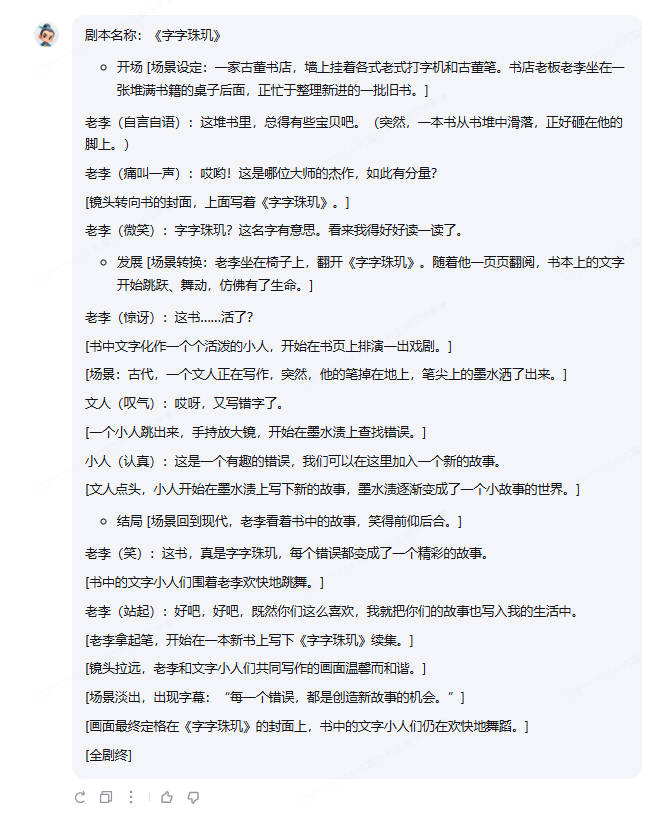 剧本名称：《字字珠玑》
开场 [场景设定：一家古董书店，墙上挂着各式老式打字机和古董笔。书店老板老李坐在一
张堆满书籍的桌子后面，正忙于整理新进的一批旧书。]
老李（自言自语）：这堆书里，总得有些宝贝吧。（突然，一本书从书堆中滑落，正好砸在他的
脚上。）
老李（痛叫一声）：哎哟！这是哪位大师的杰作，如此有分量？
[镜头转向书的封面，上面写着《字字珠玑》。]
老李（微笑）：字字珠玑？这名字有意思。看来我得好好读一读了。
发展 [场景转换：老李坐在椅子上，翻开《字字珠玑》。随着他一页页翻阅，书本上的文字
开始跳跃、舞动，仿佛有了生命。]
老李（惊讶）：这书……活了？
[书中文字化作一个个活泼的小人，开始在书页上排演一出戏剧。]
[场景：古代，一个文人正在写作，突然，他的笔掉在地上，笔尖上的墨水洒了出来。]
文人（叹气）：哎呀，又写错字了。
[一个小人跳出来，手持放大镜，开始在墨水渍上查找错误。]
小人（认真）：这是一个有趣的错误，我们可以在这里加入一个新的故事。
[文人点头，小人开始在墨水渍上写下新的故事，墨水渍逐渐变成了一个小故事的世界。]
结局 [场景回到现代，老李看着书中的故事，笑得前仰后合。]
老李（笑）：这书，真是字字珠玑，每个错误都变成了一个精彩的故事。
[书中的文字小人们围着老李欢快地跳舞。]
老李（站起）：好吧，好吧，既然你们这么喜欢，我就把你们的故事也写入我的生活中。
[老李拿起笔，开始在一本新书上写下《字字珠玑》续集。]
[镜头拉远，老李和文字小人们共同写作的画面温馨而和谐。]
[场景淡出，出现字幕：“每一个错误，都是创造新故事的机会。”]
[画面最终定格在《字字珠玑》的封面上，书中的文字小人们仍在欢快地舞蹈。]
[全剧终]